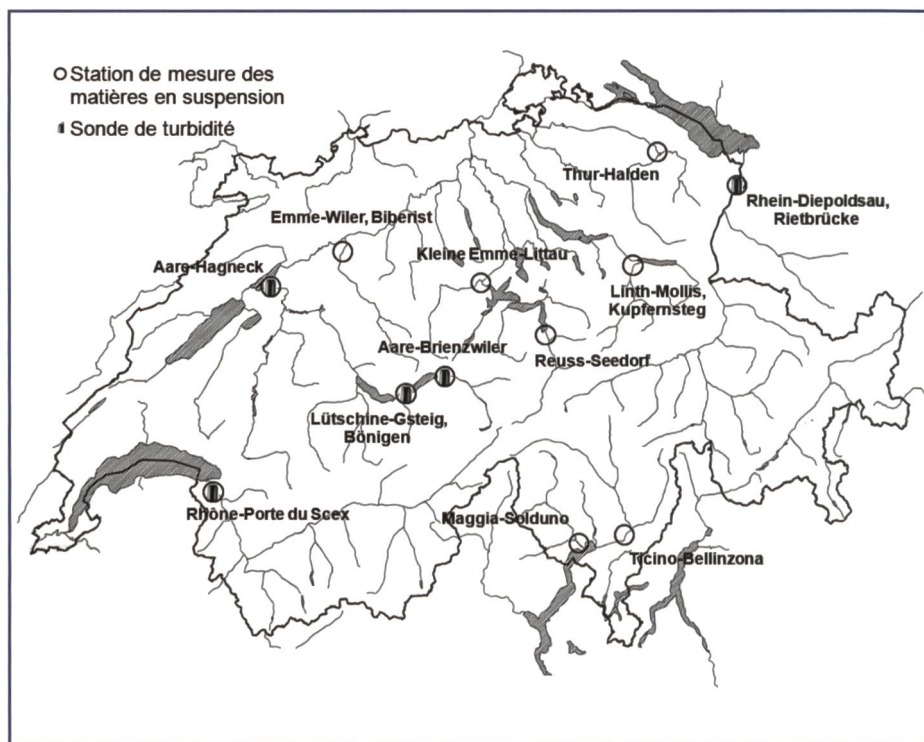 Station de mesure des
matières en suspension
Sonde de turbidité
Thur-Halden
Rhein-Diepoldsau,
Rietbrücke
Emme-Wiler, Biberist
Kleine Emme-Littau
Aare-Hagneck
Linth-Mollis,
Kupfernsteg
Aare-Brienzwiler
Reuss-Seedorf
Lütschine-Gsteig,
Bönigen
Rhône-Porte du Scex
Maggia-Solduno
Ticino-Bellinzona